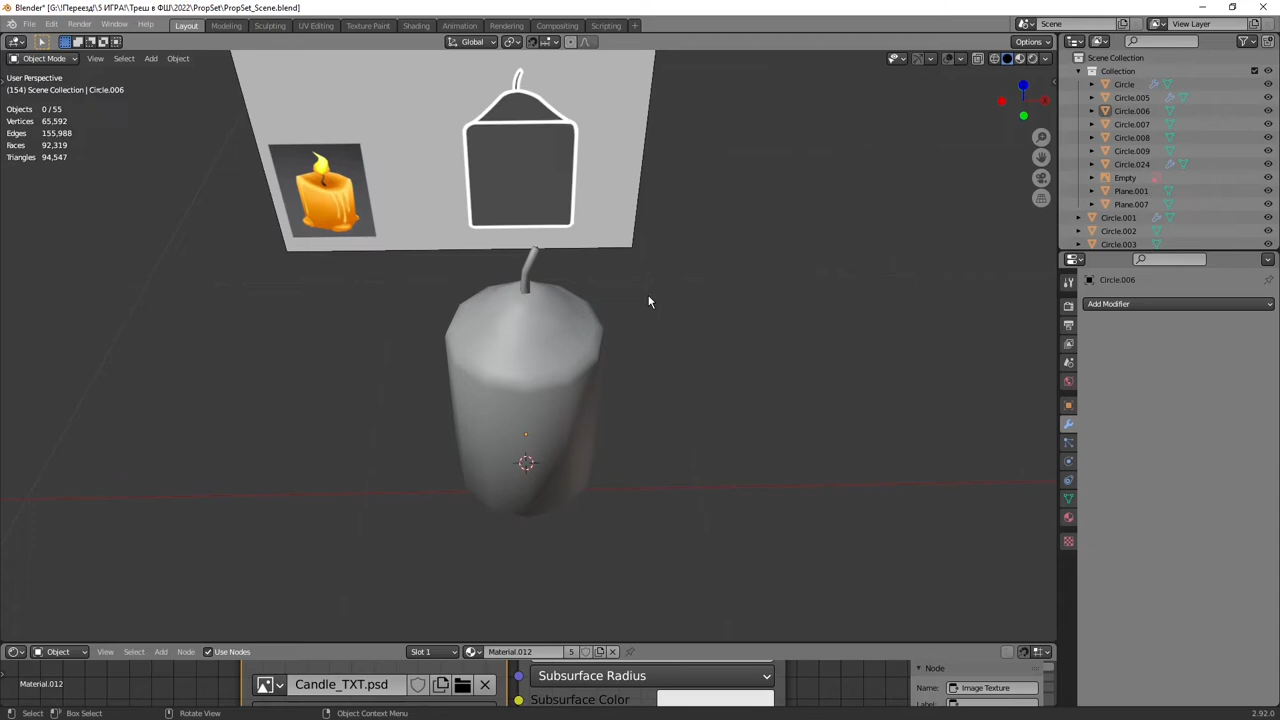 Blender* [G:\!Переезд\'5 ИГРА!\Треш в ФШ\2022\PropSet\PropSet_Scene.blend]
File Edit Render Window Help Layout Modeling Sculpting UV Editing Texture Paint Shading Animation Rendering Compositing Scripting + Scene View Layer
Global Options
Object Mode View Select Add Object
User Perspective
(154) Scene Collection | Circle.006
Objects 0 / 55
Vertices 65,592
Edges 155,988
Faces 92,319
Triangles 94,547
Scene Collection
Collection
Circle
Circle.005
Circle.006
Circle.007
Circle.008
Circle.009
Circle.024
Empty
Plane.001
Plane.007
Circle.001
Circle.002
Circle.003
Circle.006
Add Modifier
Object View Select Add Node Use Nodes Slot 1 Material.012 5
Material.012
Candle_TXT.psd
Subsurface Radius
Subsurface Color
Node
Name: Image Texture
Label:
Select Box Select Rotate View Object Context Menu 2.92.0